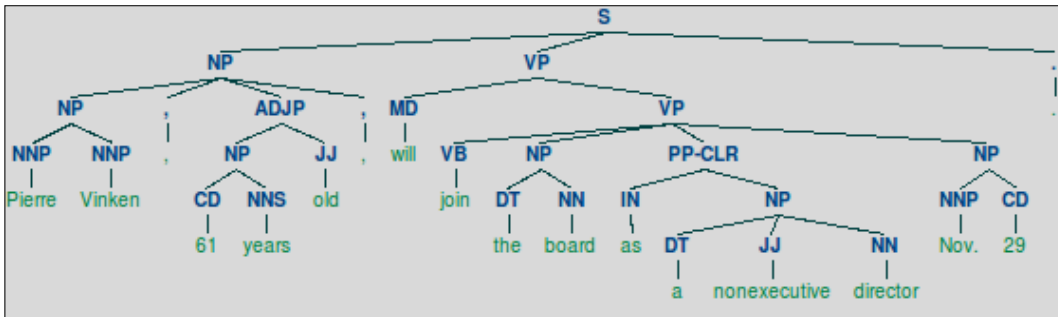 S
NP VP .
NP , ADJP , MD VP .
NNP NNP , NP JJ , will VB NP PP-CLR NP
Pierre Vinken CD NNS old join DT NN IN NP NNP CD
61 years the board as DT JJ NN Nov. 29
a nonexecutive director